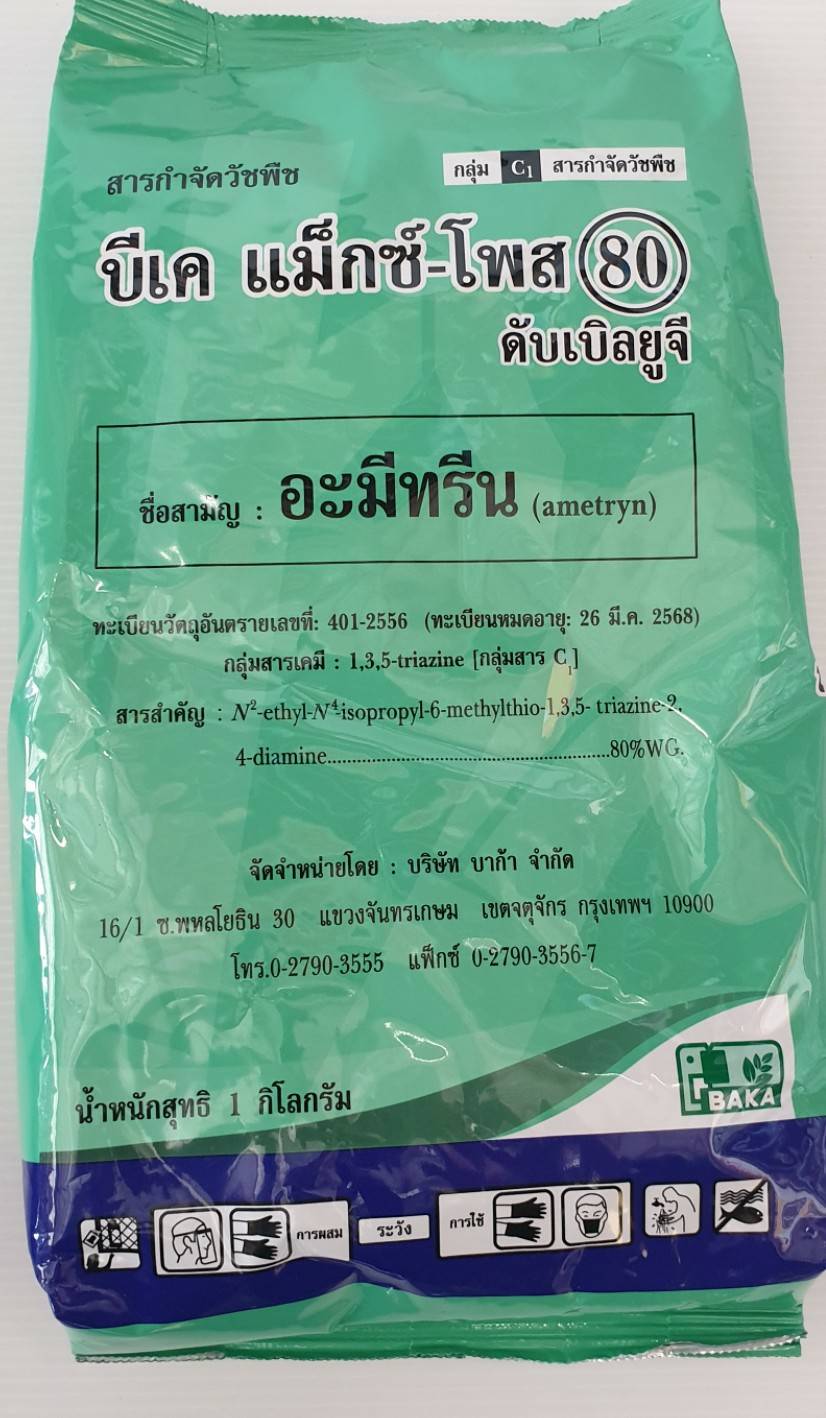 สารกำจัดวัชพืช
กลุ่ม C1 สารกำจัดวัชพืช
บีเค แม็กซ์-โพส 80
ดับเบิลยูจี
ชื่อสามัญ : อะมีทรีน (ametryn)
ทะเบียนวัตถุอันตรายเลขที่: 401-2556 (ทะเบียนหมดอายุ: 26 มี.ค. 2568)
กลุ่มสารเคมี : 1,3,5-triazine [กลุ่มสาร C1]
สารสำคัญ : N2-ethyl-N4-isopropyl-6-methylthio-1,3,5- triazine-2,
4-diamine..........................................................80%WG.
จัดจำหน่ายโดย : บริษัท บาก้า จำกัด
16/1 ซ.พหลโยธิน 30 แขวงจันทรเกษม เขตจตุจักร กรุงเทพฯ 10900
โทร.0-2790-3555 แฟ็กซ์ 0-2790-3556-7
น้ำหนักสุทธิ 1 กิโลกรัม
BAKA
การผสม ระวัง การใช้